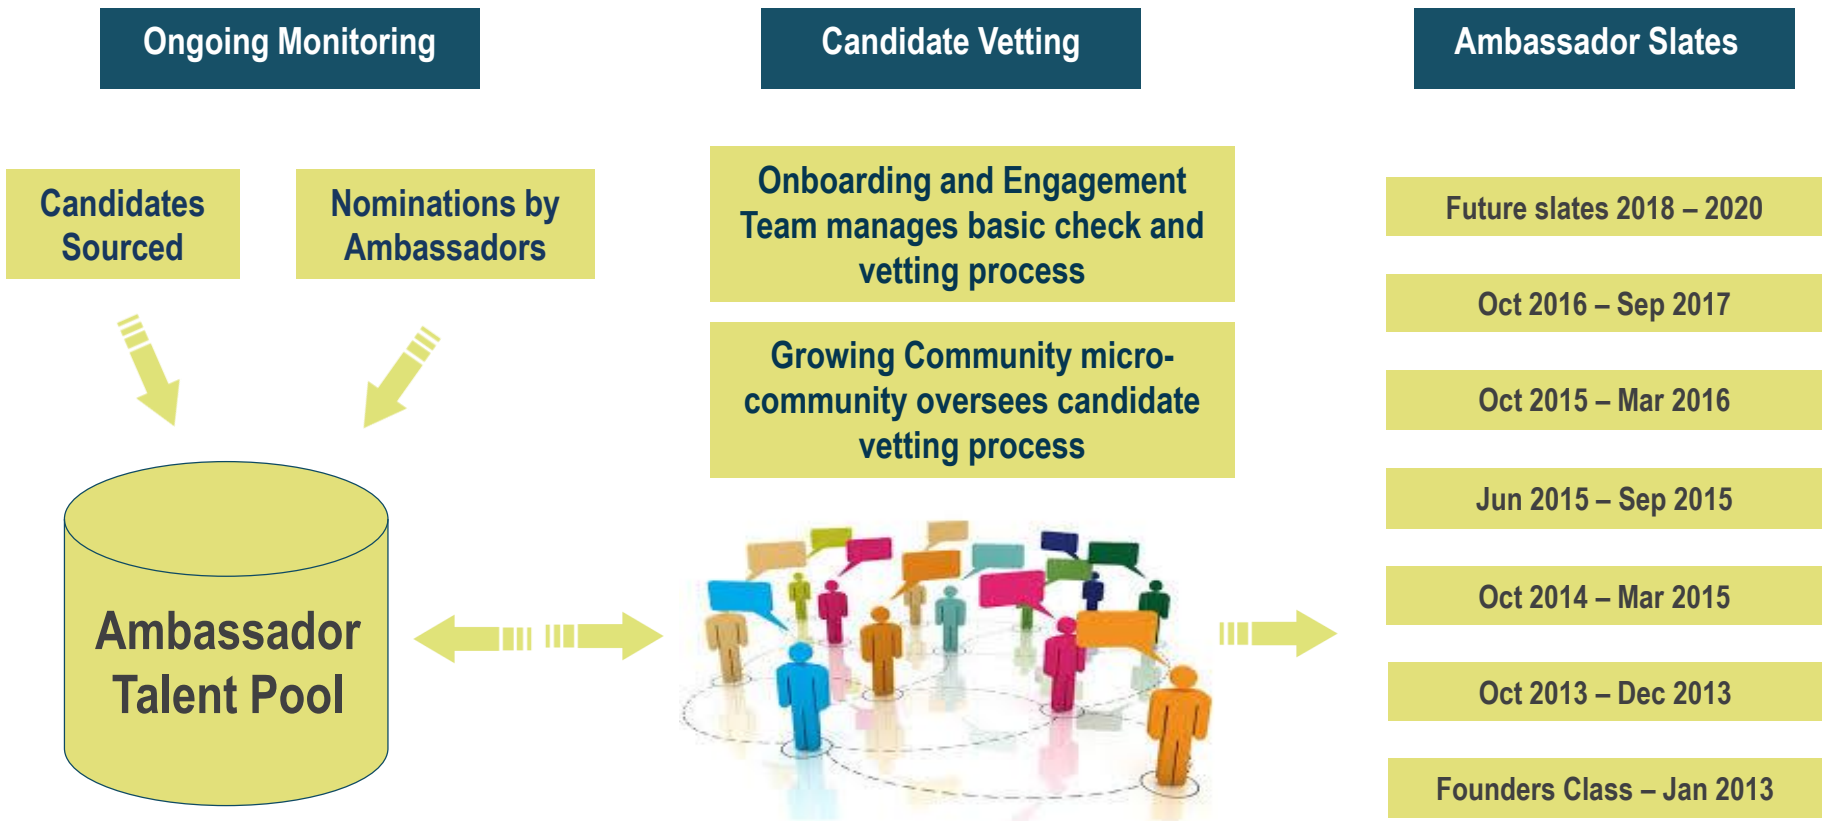 Ongoing Monitoring
Candidates
Sourced
Nominations by
Ambassadors
Ambassador
Talent Pool
Candidate Vetting
Onboarding and Engagement
Team manages basic check and
vetting process
Growing Community micro-
community oversees candidate
vetting process
Ambassador Slates
Future slates 2018 – 2020
Oct 2016 – Sep 2017
Oct 2015 – Mar 2016
Jun 2015 – Sep 2015
Oct 2014 – Mar 2015
Oct 2013 – Dec 2013
Founders Class – Jan 2013